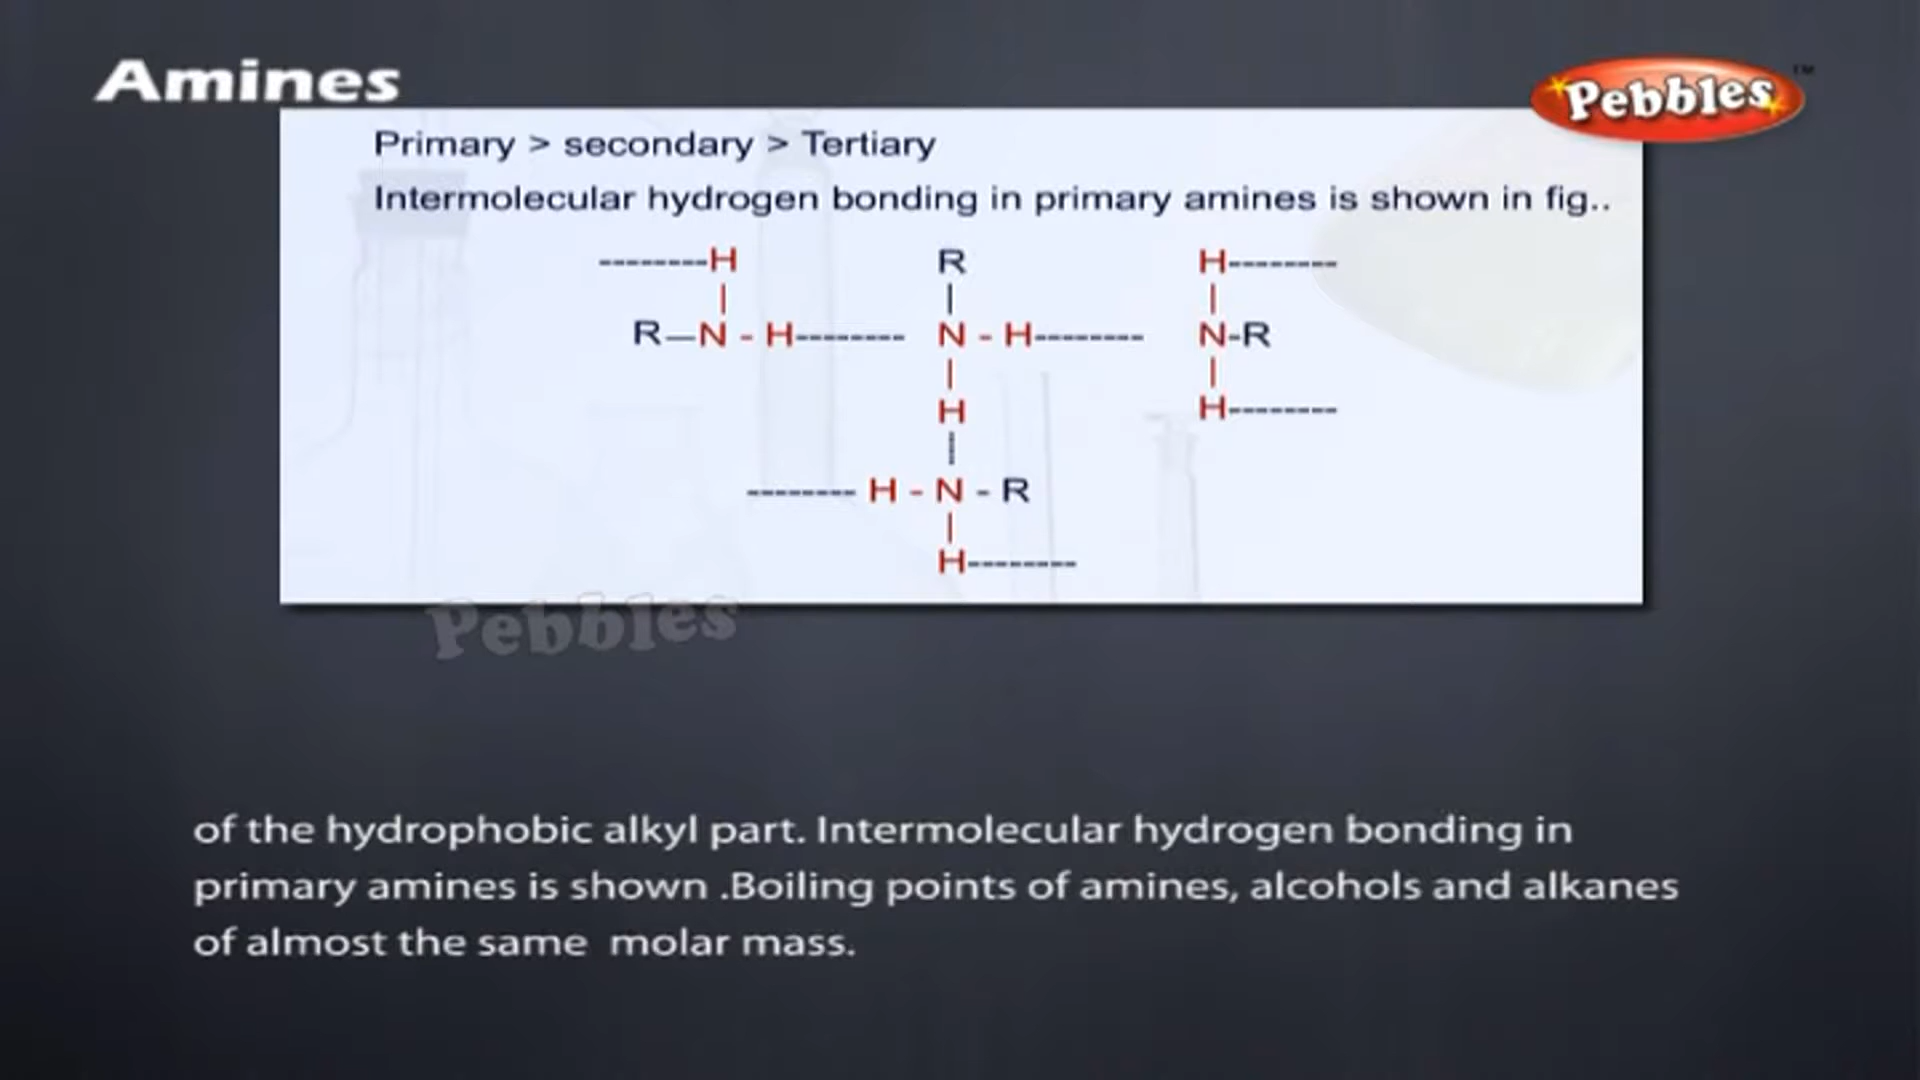 Amines
Pebbles™
Primary > secondary > Tertiary
Intermolecular hydrogen bonding in primary amines is shown in fig..
--------H R H--------
| | |
R—N - H-------- N - H-------- N-R
| |
H H--------
¦
-------- H - N - R
|
H--------
Pebbles
of the hydrophobic alkyl part. Intermolecular hydrogen bonding in
primary amines is shown .Boiling points of amines, alcohols and alkanes
of almost the same  molar mass.